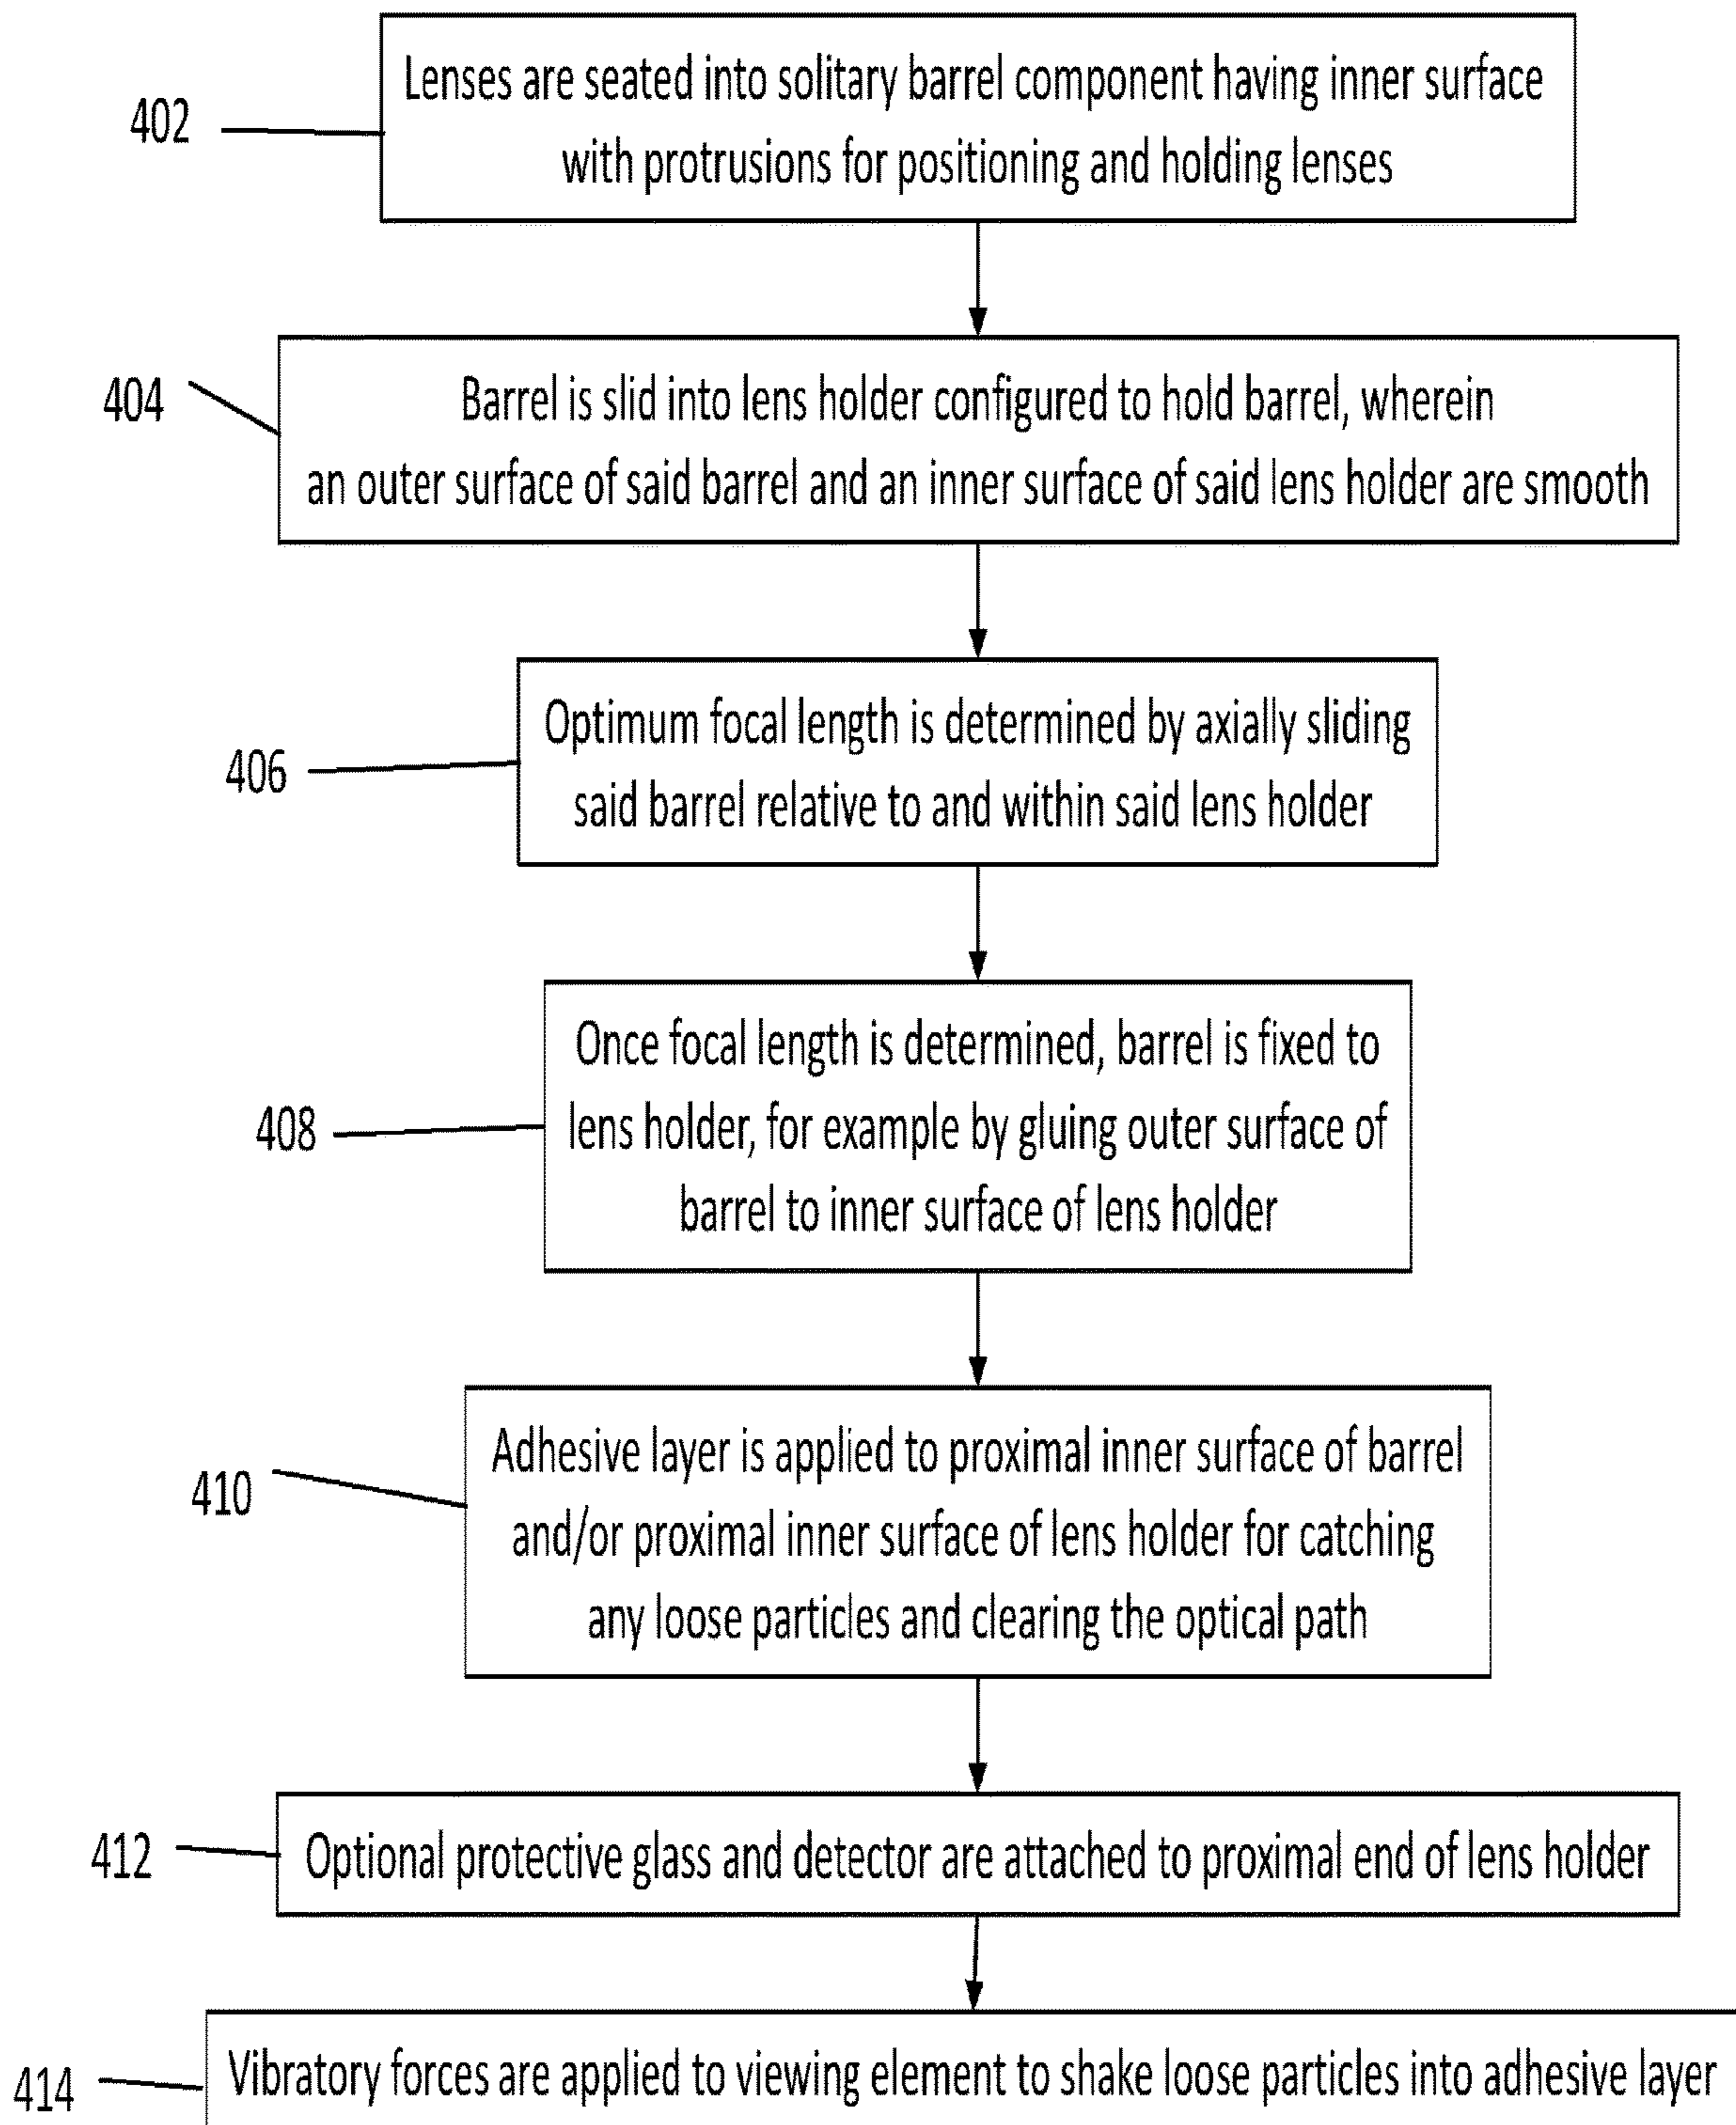 402
Lenses are seated into solitary barrel component having inner surface
with protrusions for positioning and holding lenses
404
Barrel is slid into lens holder configured to hold barrel, wherein
an outer surface of said barrel and an inner surface of said lens holder are smooth
406
Optimum focal length is determined by axially sliding
said barrel relative to and within said lens holder
408
Once focal length is determined, barrel is fixed to
lens holder, for example by gluing outer surface of
barrel to inner surface of lens holder
410
Adhesive layer is applied to proximal inner surface of barrel
and/or proximal inner surface of lens holder for catching
any loose particles and clearing the optical path
412
Optional protective glass and detector are attached to proximal end of lens holder
414
Vibratory forces are applied to viewing element to shake loose particles into adhesive layer